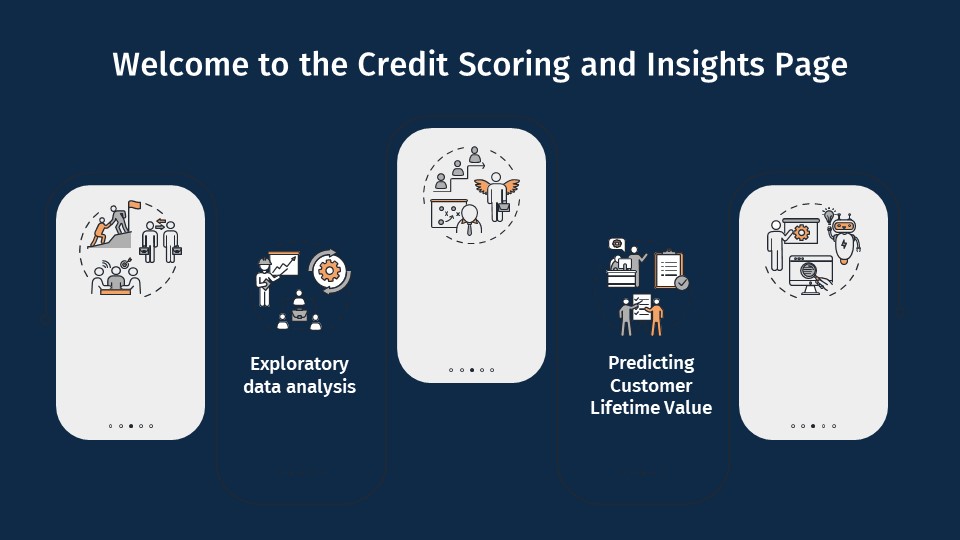 Welcome to the Credit Scoring and Insights Page
Exploratory
data analysis
Predicting
Customer
Lifetime Value